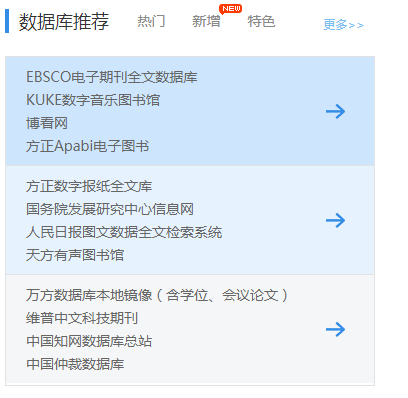 数据库推荐 热门 新增 NEW 特色 更多>>
EBSCO电子期刊全文数据库
KUKE数字音乐图书馆
博看网
方正Apabi电子图书
方正数字报纸全文库
国务院发展研究中心信息网
人民日报图文数据全文检索系统
天方有声图书馆
万方数据库本地镜像（含学位、会议论文）
维普中文科技期刊
中国知网数据库总站
中国仲裁数据库